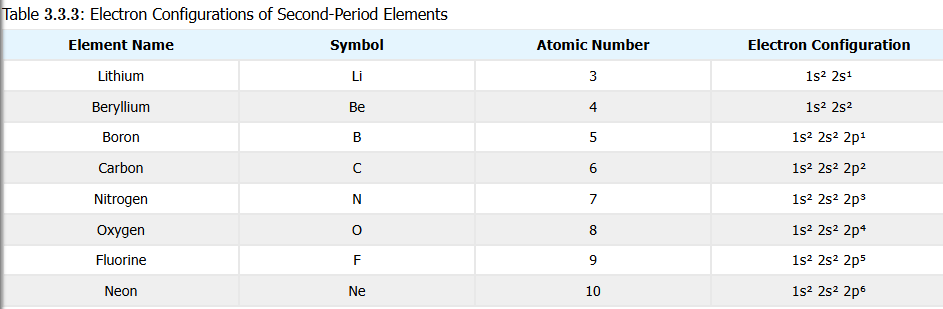 Table 3.3.3: Electron Configurations of Second-Period Elements
Element Name Symbol Atomic Number Electron Configuration
Lithium Li 3 1s² 2s¹
Beryllium Be 4 1s² 2s²
Boron B 5 1s² 2s² 2p¹
Carbon C 6 1s² 2s² 2p²
Nitrogen N 7 1s² 2s² 2p³
Oxygen O 8 1s² 2s² 2p⁴
Fluorine F 9 1s² 2s² 2p⁵
Neon Ne 10 1s² 2s² 2p⁶